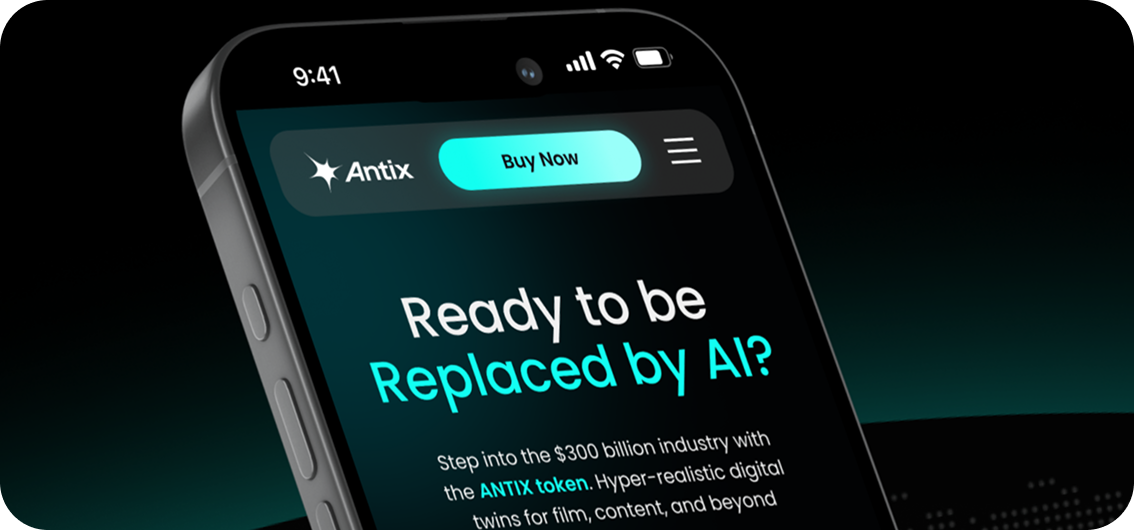 9:41
Antix
Buy Now
Ready to be
Replaced by AI?
Step into the $300 billion industry with
the ANTIX token. Hyper-realistic digital
twins for film, content, and beyond